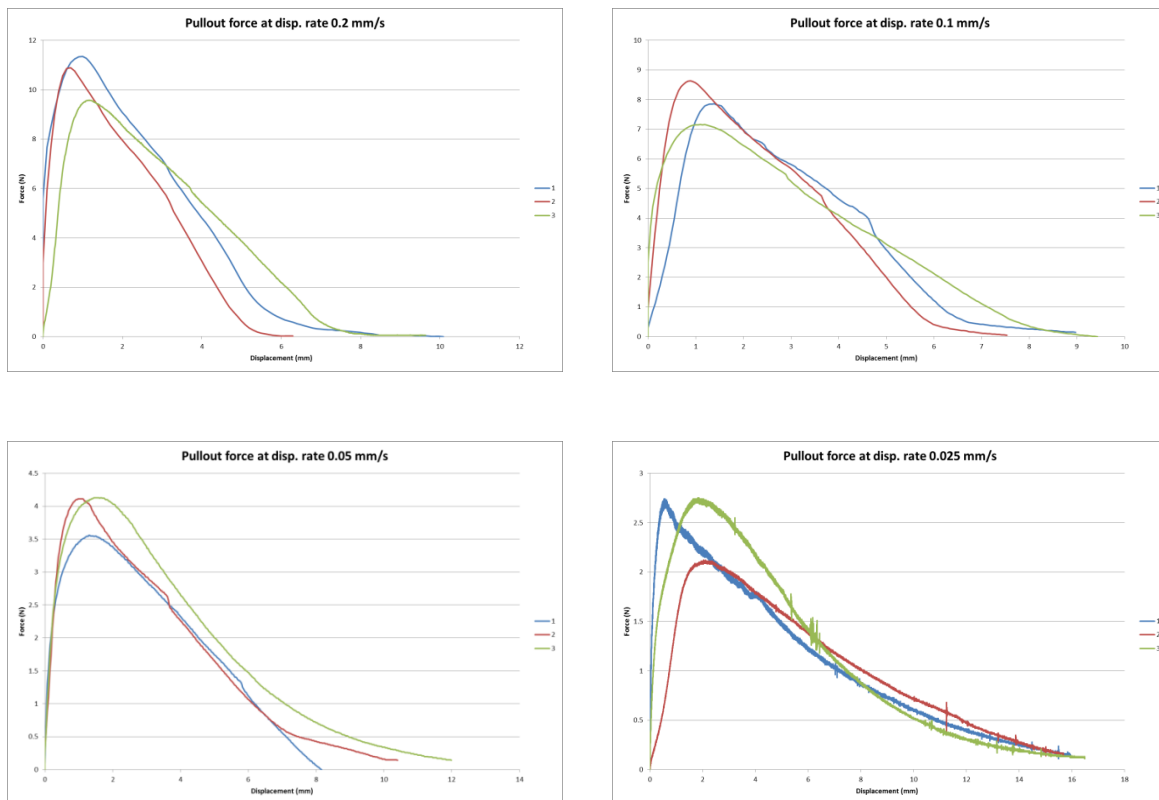 Pullout force at disp. rate 0.2 mm/s
12
10
8
6
4
2
0
Force (N)
0 2 4 6 8 10 12
Displacement (mm)
1
2
3
Pullout force at disp. rate 0.1 mm/s
10
9
8
7
6
5
4
3
2
1
0
Force (N)
0 1 2 3 4 5 6 7 8 9 10
Displacement (mm)
1
2
3
Pullout force at disp. rate 0.05 mm/s
4.5
4
3.5
3
2.5
2
1.5
1
0.5
0
Force (N)
0 2 4 6 8 10 12 14
Displacement (mm)
1
2
3
Pullout force at disp. rate 0.025 mm/s
3
2.5
2
1.5
1
0.5
0
Force (N)
0 2 4 6 8 10 12 14 16 18
Displacement (mm)
1
2
3